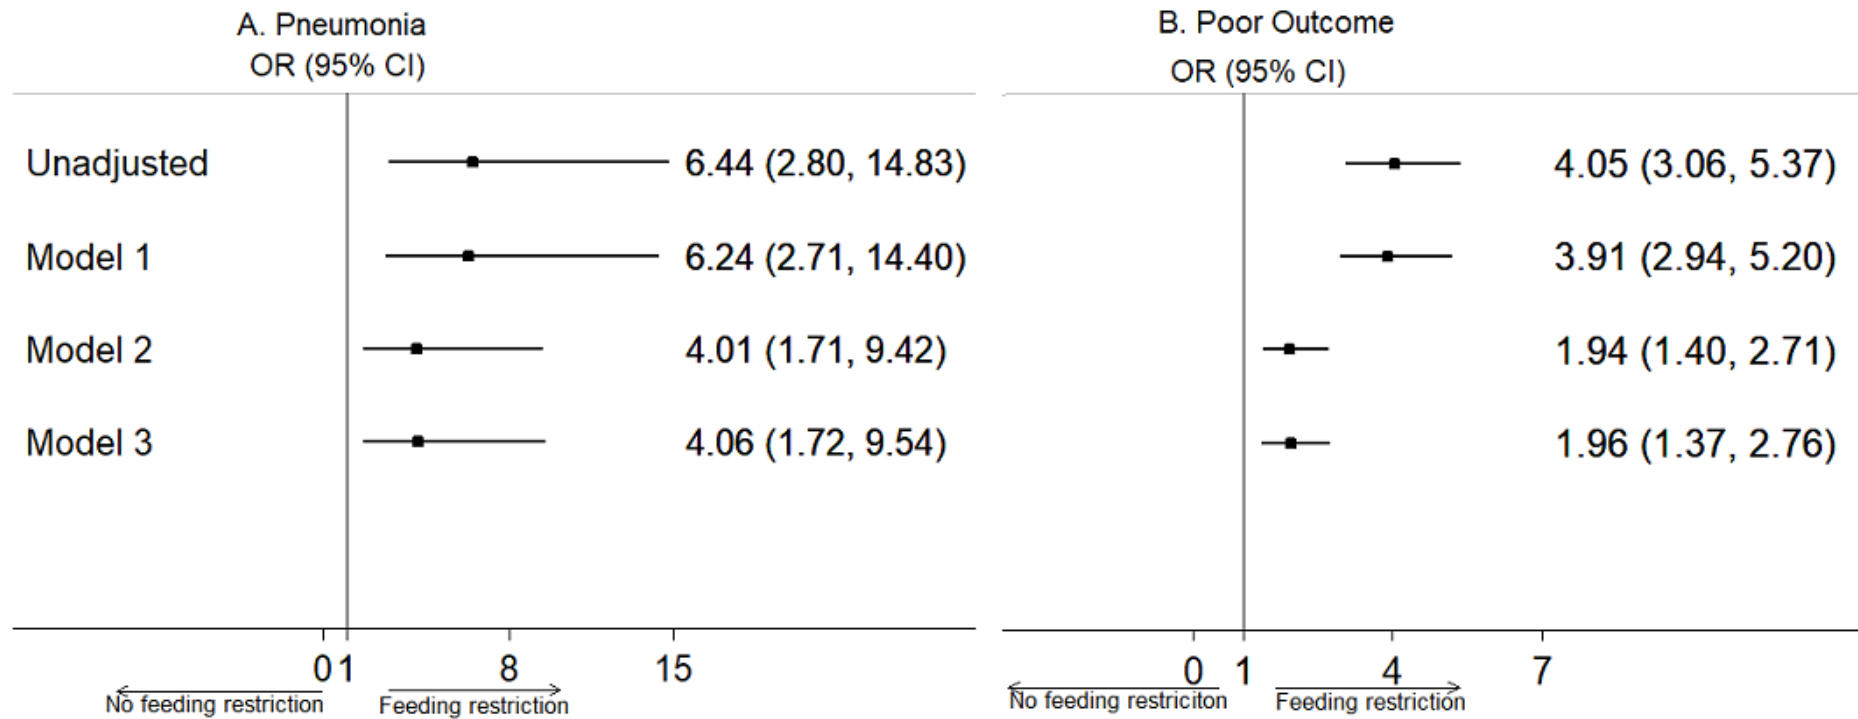 A. Pneumonia
OR (95% CI)
Unadjusted 6.44 (2.80, 14.83)
Model 1 6.24 (2.71, 14.40)
Model 2 4.01 (1.71, 9.42)
Model 3 4.06 (1.72, 9.54)
0 1 8 15
No feeding restriction Feeding restriction
B. Poor Outcome
OR (95% CI)
4.05 (3.06, 5.37)
3.91 (2.94, 5.20)
1.94 (1.40, 2.71)
1.96 (1.37, 2.76)
0 1 4 7
No feeding restriciton Feeding restriction